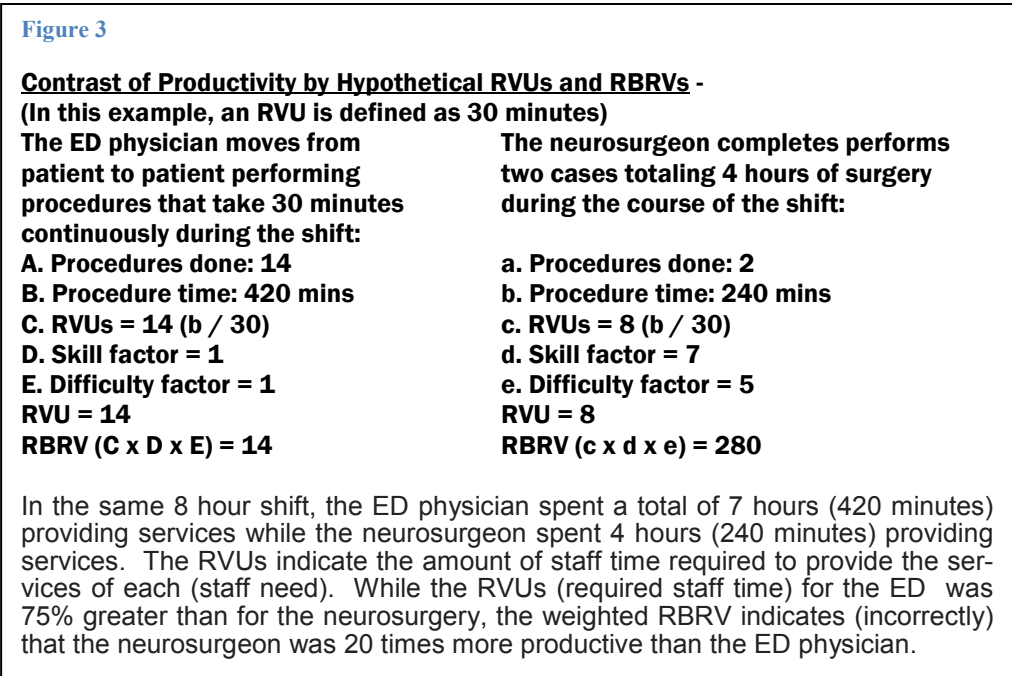 Figure 3
Contrast of Productivity by Hypothetical RVUs and RBRVs -
(In this example, an RVU is defined as 30 minutes)
The ED physician moves from
patient to patient performing
procedures that take 30 minutes
continuously during the shift:
A. Procedures done: 14
B. Procedure time: 420 mins
C. RVUs = 14 (b / 30)
D. Skill factor = 1
E. Difficulty factor = 1
RVU = 14
RBRV (C x D x E) = 14
The neurosurgeon completes performs
two cases totaling 4 hours of surgery
during the course of the shift:
a. Procedures done: 2
b. Procedure time: 240 mins
c. RVUs = 8 (b / 30)
d. Skill factor = 7
e. Difficulty factor = 5
RVU = 8
RBRV (c x d x e) = 280
In the same 8 hour shift, the ED physician spent a total of 7 hours (420 minutes)
providing services while the neurosurgeon spent 4 hours (240 minutes) providing
services. The RVUs indicate the amount of staff time required to provide the ser-
vices of each (staff need). While the RVUs (required staff time) for the ED was
75% greater than for the neurosurgery, the weighted RBRV indicates (incorrectly)
that the neurosurgeon was 20 times more productive than the ED physician.